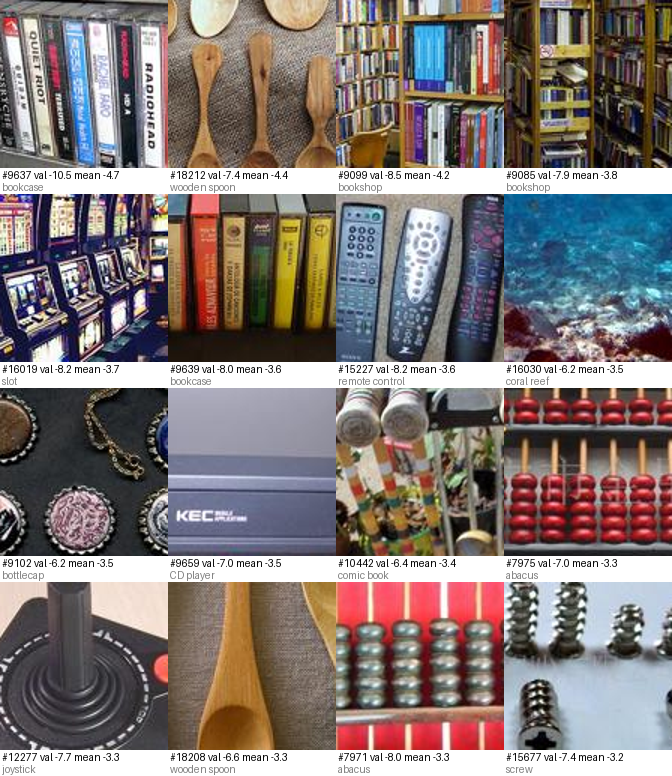 QUIET RIOT
RADIOHEAD
#9637 val -10.5 mean -4.7
bookcase
#18212 val -7.4 mean -4.4
wooden spoon
#9099 val -8.5 mean -4.2
bookshop
#9085 val -7.9 mean -3.8
bookshop
#16019 val -8.2 mean -3.7
slot
#9639 val -8.0 mean -3.6
bookcase
#15227 val -8.2 mean -3.6
remote control
#16030 val -6.2 mean -3.5
coral reef
KEC MOBILE
APPLICATIONS
#9102 val -6.2 mean -3.5
bottlecap
#9659 val -7.0 mean -3.5
CD player
#10442 val -6.4 mean -3.4
comic book
#7975 val -7.0 mean -3.3
abacus
#12277 val -7.7 mean -3.3
joystick
#18208 val -6.6 mean -3.3
wooden spoon
#7971 val -8.0 mean -3.3
abacus
#15677 val -7.4 mean -3.2
screw